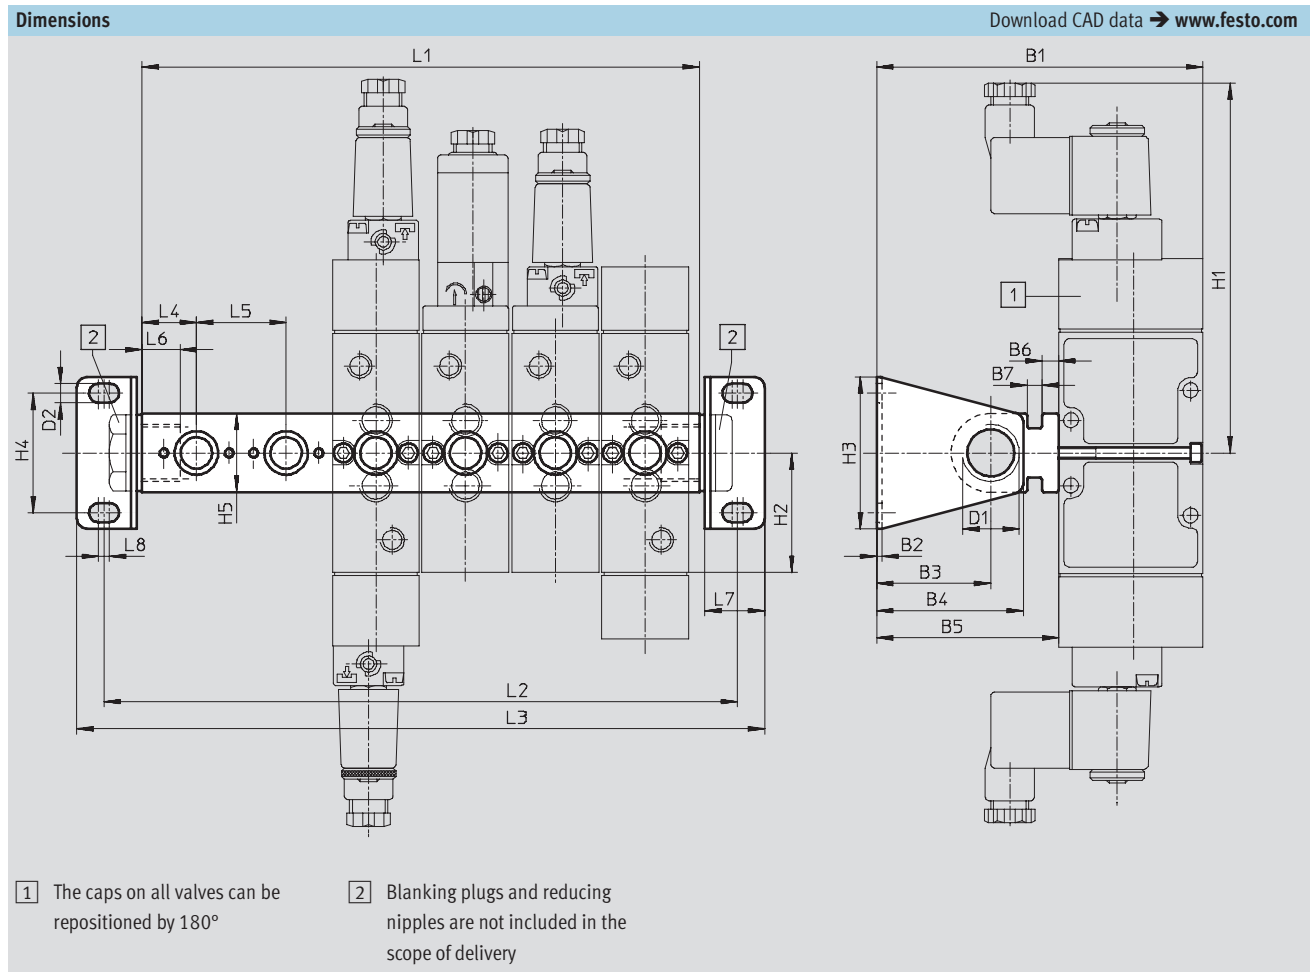 Dimensions
Download CAD data ➔ www.festo.com
L1
B1
H1
1
L4
L5
L6
2
2
B6
B7
D2
H4
H3
H5
H2
D1
L8
B2
B3
L7
B4
B5
L2
L3
1 The caps on all valves can be
repositioned by 180°
2 Blanking plugs and reducing
nipples are not included in the
scope of delivery